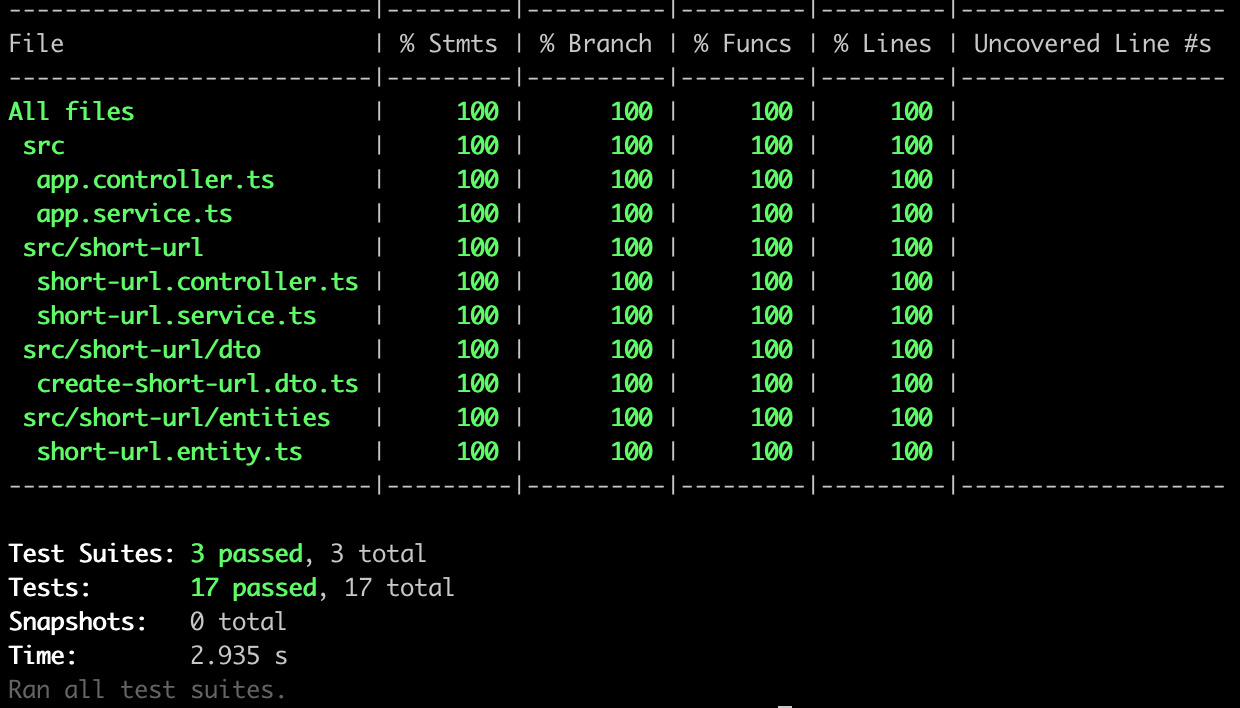 --------------------------|---------|----------|---------|---------|-------------------
File                      | % Stmts | % Branch | % Funcs | % Lines | Uncovered Line #s
--------------------------|---------|----------|---------|---------|-------------------
All files                 |     100 |      100 |     100 |     100 |
 src                      |     100 |      100 |     100 |     100 |
  app.controller.ts       |     100 |      100 |     100 |     100 |
  app.service.ts          |     100 |      100 |     100 |     100 |
 src/short-url            |     100 |      100 |     100 |     100 |
  short-url.controller.ts |     100 |      100 |     100 |     100 |
  short-url.service.ts    |     100 |      100 |     100 |     100 |
 src/short-url/dto        |     100 |      100 |     100 |     100 |
  create-short-url.dto.ts |     100 |      100 |     100 |     100 |
 src/short-url/entities   |     100 |      100 |     100 |     100 |
  short-url.entity.ts     |     100 |      100 |     100 |     100 |
--------------------------|---------|----------|---------|---------|-------------------
Test Suites: 3 passed, 3 total
Tests:       17 passed, 17 total
Snapshots:   0 total
Time:        2.935 s
Ran all test suites.